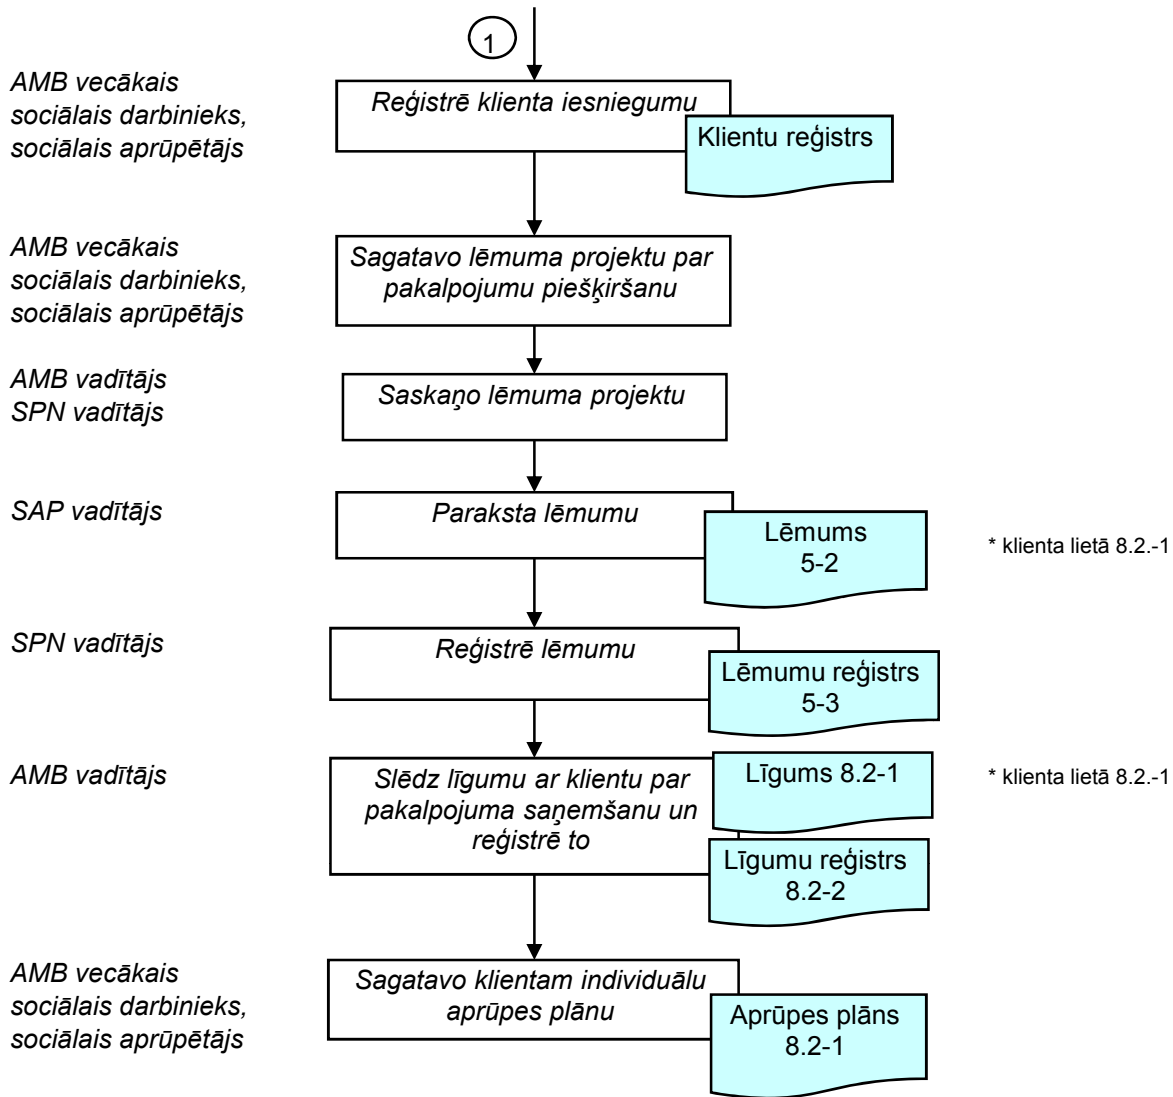 1
AMB vecākais
sociālais darbinieks,
sociālais aprūpētājs
Reģistrē klienta iesniegumu
Klientu reģistrs
AMB vecākais
sociālais darbinieks,
sociālais aprūpētājs
Sagatavo lēmuma projektu par
pakalpojumu piešķiršanu
AMB vadītājs
SPN vadītājs
Saskaņo lēmuma projektu
SAP vadītājs
Paraksta lēmumu
Lēmums
5-2
* klienta lietā 8.2.-1
SPN vadītājs
Reģistrē lēmumu
Lēmumu reģistrs
5-3
AMB vadītājs
Slēdz līgumu ar klientu par
pakalpojuma saņemšanu un
reģistrē to
Līgums 8.2-1
* klienta lietā 8.2.-1
Līgumu reģistrs
8.2-2
AMB vecākais
sociālais darbinieks,
sociālais aprūpētājs
Sagatavo klientam individuālu
aprūpes plānu
Aprūpes plāns
8.2-1